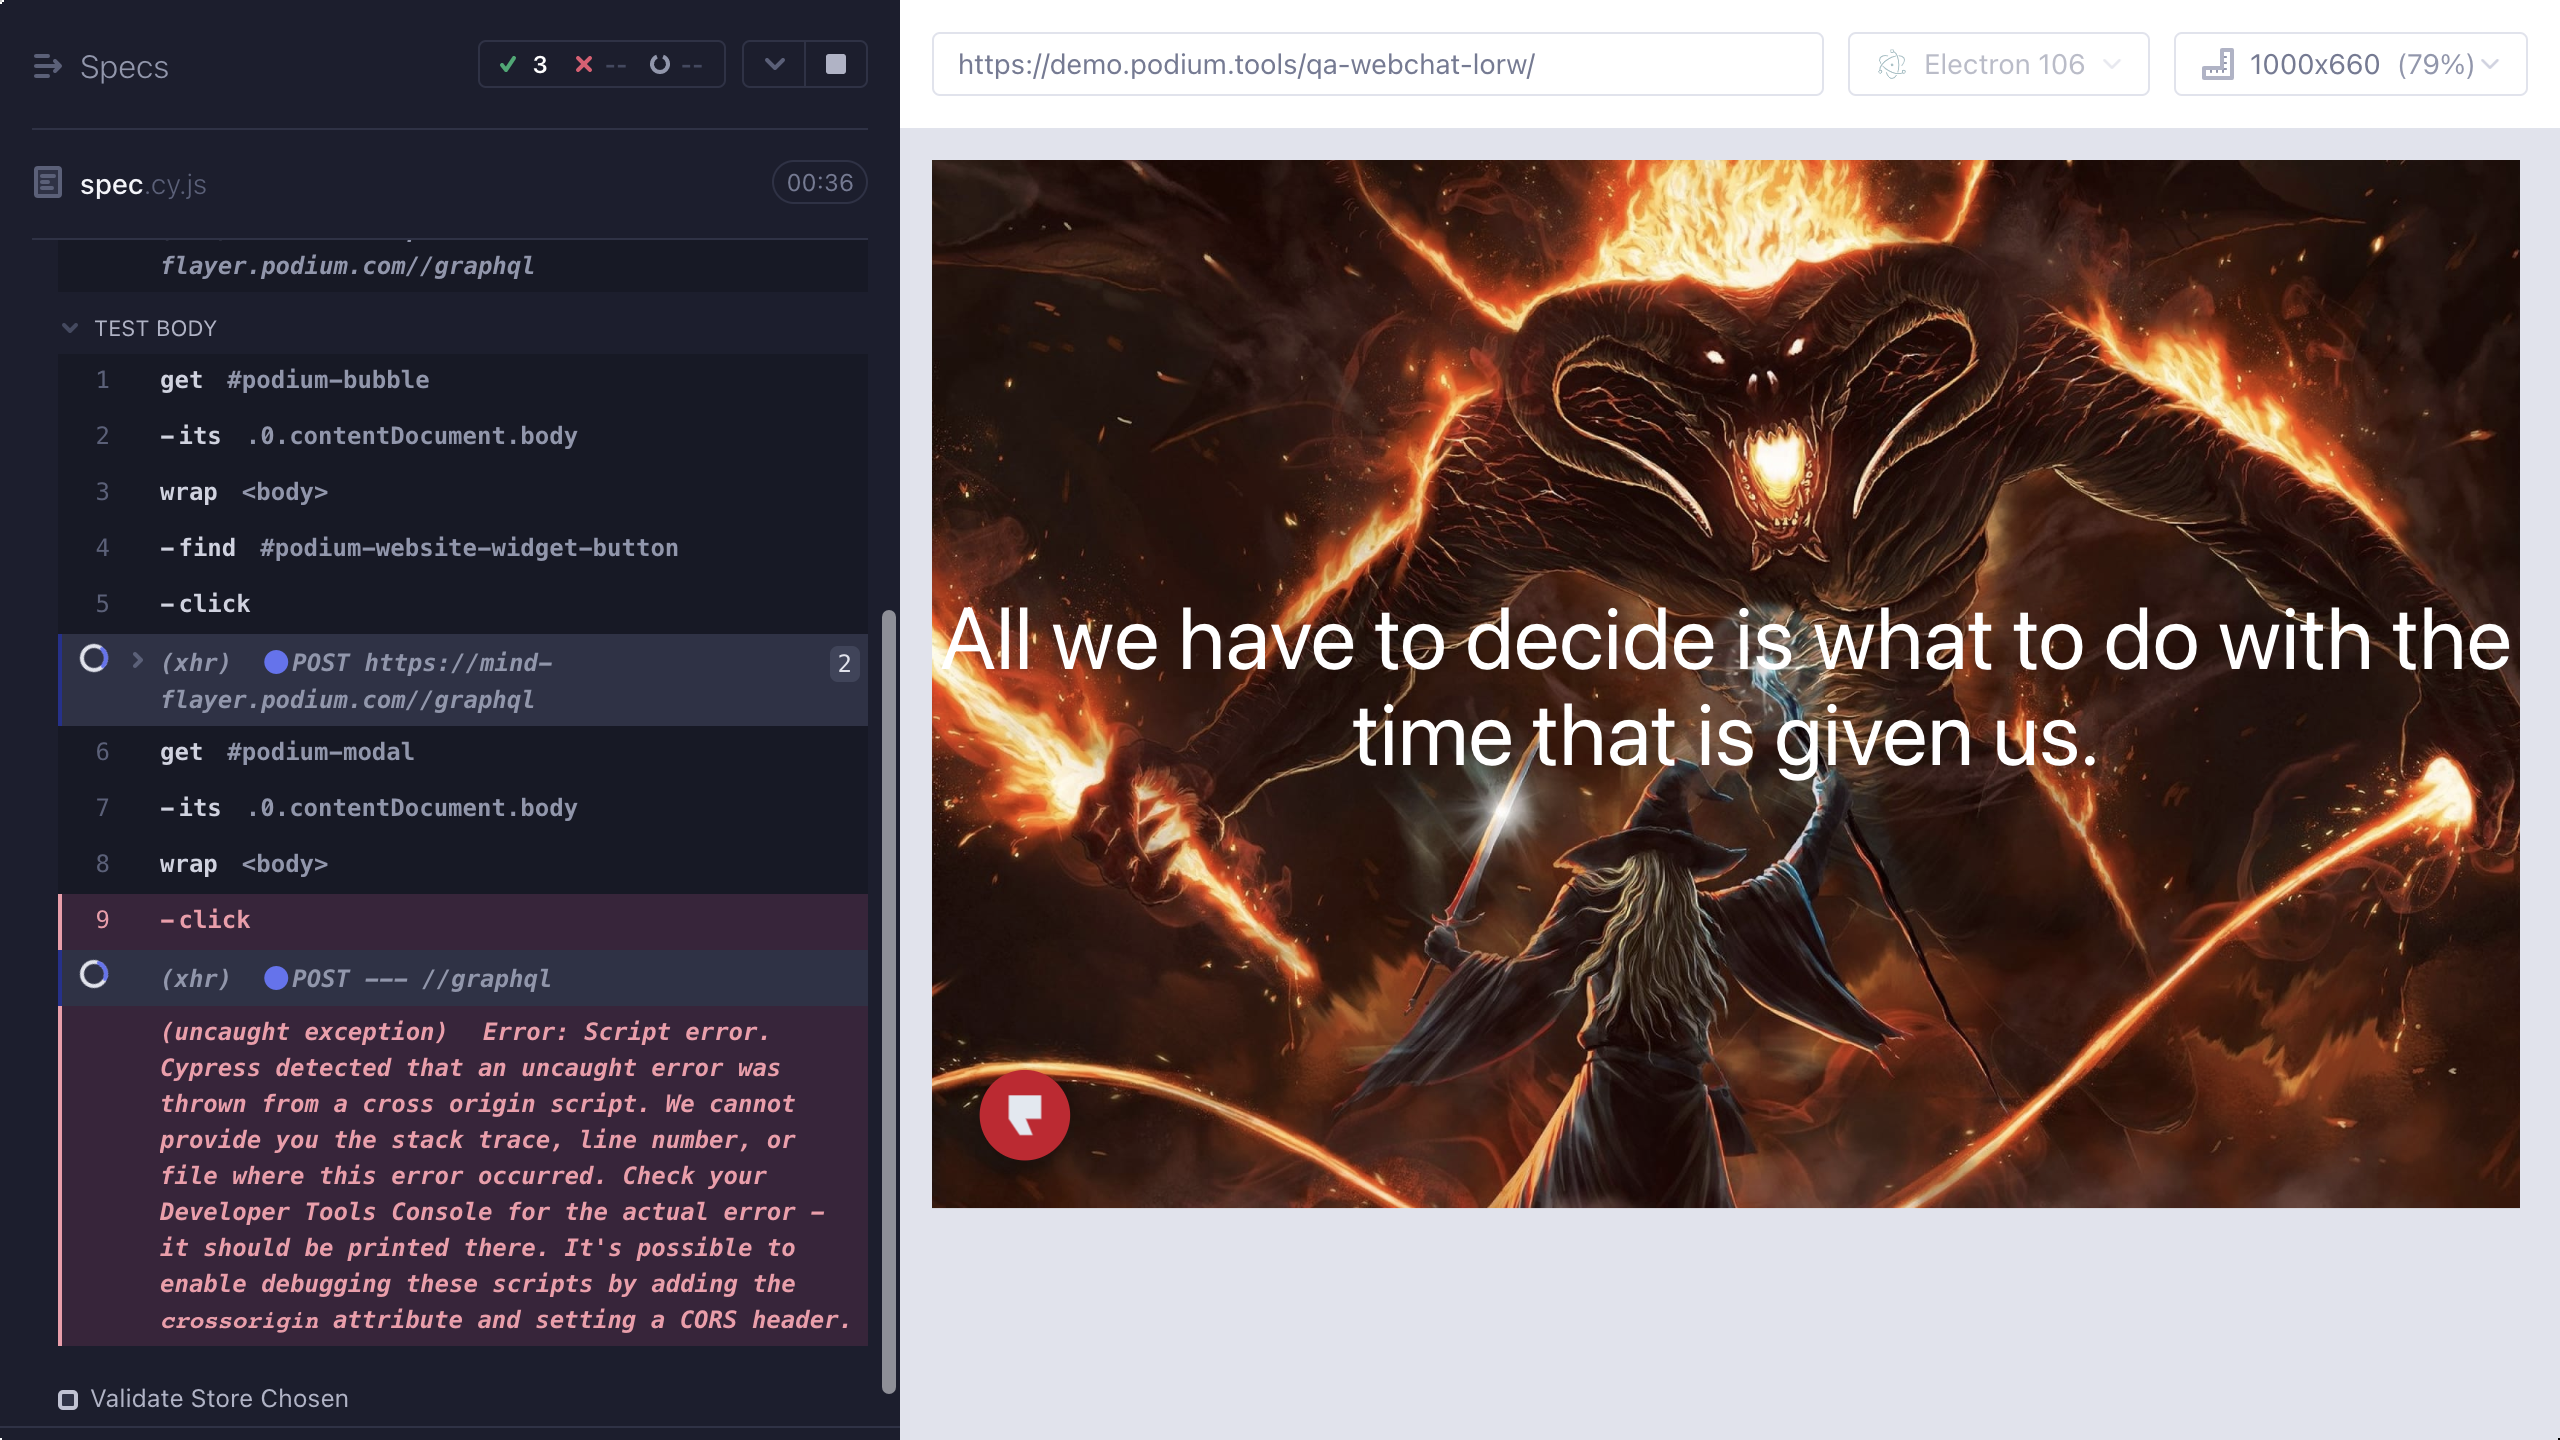 Specs
3
--
--
spec.cy.js
00:36
flayer.podium.com//graphql
TEST BODY
1 get #podium-bubble
2 -its .0.contentDocument.body
3 wrap <body>
4 -find #podium-website-widget-button
5 -click
(xhr) POST https://mind-
flayer.podium.com//graphql
2
6 get #podium-modal
7 -its .0.contentDocument.body
8 wrap <body>
9 -click
(xhr) POST --- //graphql
(uncaught exception) Error: Script error.
Cypress detected that an uncaught error was
thrown from a cross origin script. We cannot
provide you the stack trace, line number, or
file where this error occurred. Check your
Developer Tools Console for the actual error -
it should be printed there. It's possible to
enable debugging these scripts by adding the
crossorigin attribute and setting a CORS header.
Validate Store Chosen
https://demo.podium.tools/qa-webchat-lorw/
Electron 106
1000x660 (79%)
All we have to decide is what to do with the
time that is given us.